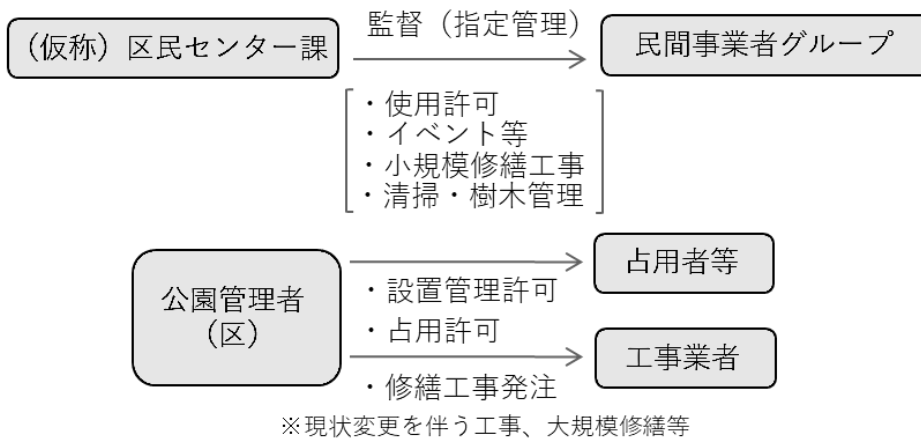 （仮称）区民センター課
監督（指定管理）
民間事業者グループ
・使用許可
・イベント等
・小規模修繕工事
・清掃・樹木管理
公園管理者
（区）
占用者等
・設置管理許可
・占用許可
工事業者
・修繕工事発注
※現状変更を伴う工事、大規模修繕等